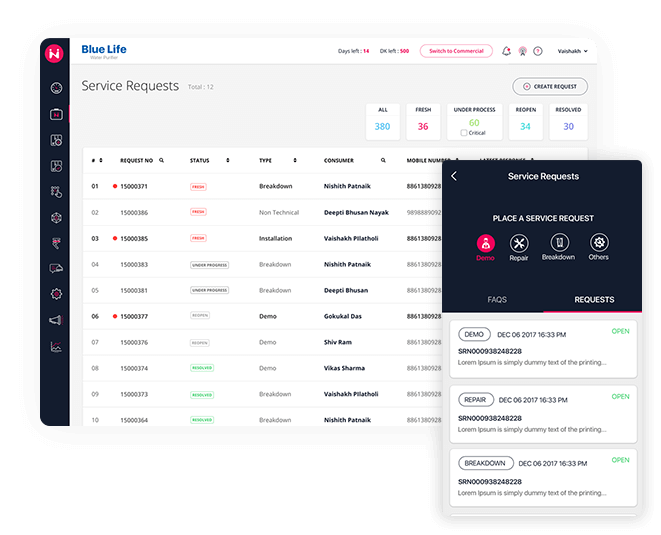 Blue Life
Water Purifier
Days left : 14 DK left : 500 Switch to Commercial Vaishakh
Service Requests Total : 12 CREATE REQUEST
ALL FRESH UNDER PROCESS REOPEN RESOLVED
380 36 60 34 30
Critical
# REQUEST NO STATUS TYPE CONSUMER MOBILE NUMBER LATEST RESPONSE
01 15000371 FRESH Breakdown Nishith Patnaik 8861380928
02 15000386 FRESH Non Technical Deepti Bhusan Nayak 9898889092
03 15000385 FRESH Installation Vaishakh Pllatholi 8861380928
04 15000383 UNDER PROGRESS Breakdown Nishith Patnaik 8861380928
05 15000381 UNDER PROGRESS Breakdown Deepti Bhusan 8861380928
06 15000377 REOPEN Demo Gokukal Das 8861380928
07 15000376 REOPEN Demo Shiv Ram 8861380928
08 15000374 RESOLVED Demo Vikas Sharma 8861380928
09 15000373 RESOLVED Breakdown Vaishakh Pllatholi 8861380928
10 15000364 RESOLVED Breakdown Nishith Patnaik 8861380928
Service Requests
PLACE A SERVICE REQUEST
Demo Repair Breakdown Others
FAQS REQUESTS
DEMO DEC 06 2017 16:33 PM OPEN
SRN000938248228
Lorem Ipsum is simply dummy text of the printing...
REPAIR DEC 06 2017 16:33 PM OPEN
SRN000938248228
Lorem Ipsum is simply dummy text of the printing...
BREAKDOWN DEC 06 2017 16:33 PM OPEN
SRN000938248228
Lorem Ipsum is simply dummy text of the printing...